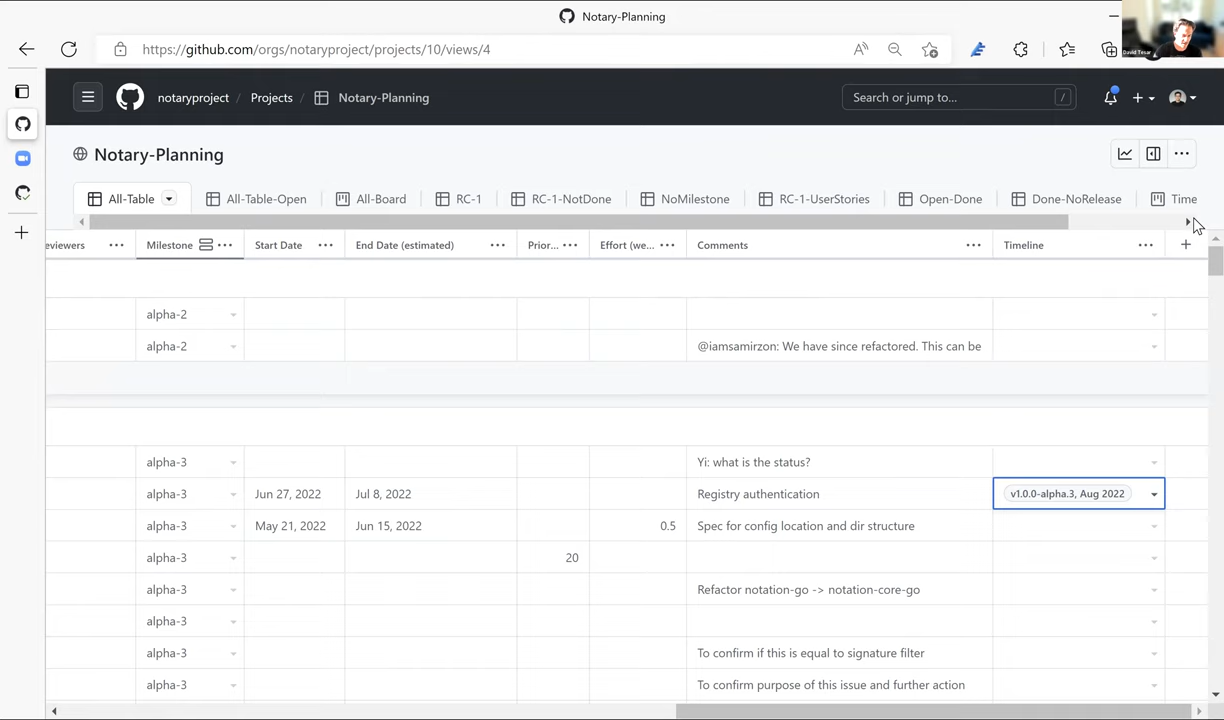 Notary-Planning
https://github.com/orgs/notaryproject/projects/10/views/4
David Tesar
notaryproject / Projects / Notary-Planning
Search or jump to... /
Notary-Planning
All-Table All-Table-Open All-Board RC-1 RC-1-NotDone NoMilestone RC-1-UserStories Open-Done Done-NoRelease Time
eviewers Milestone Start Date End Date (estimated) Prior... Effort (we... Comments Timeline
alpha-2
alpha-2 @iamsamirzon: We have since refactored. This can be
alpha-3 Yi: what is the status?
alpha-3 Jun 27, 2022 Jul 8, 2022 Registry authentication v1.0.0-alpha.3, Aug 2022
alpha-3 May 21, 2022 Jun 15, 2022 0.5 Spec for config location and dir structure
alpha-3 20
alpha-3 Refactor notation-go -> notation-core-go
alpha-3
alpha-3 To confirm if this is equal to signature filter
alpha-3 To confirm purpose of this issue and further action